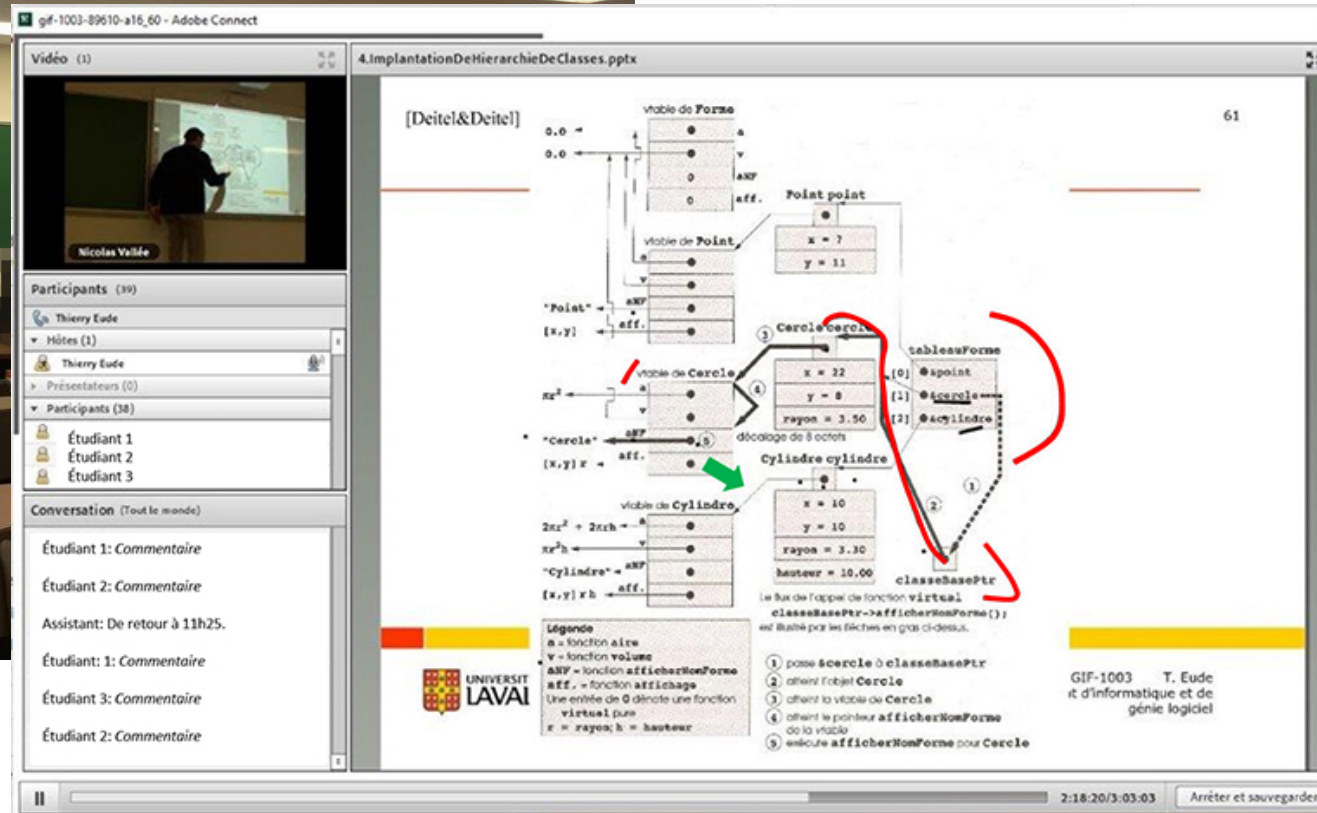 gif-1003-89610-a16_60 - Adobe Connect
Vidéo (1)
Nicolas Vallée
Participants (39)
Thierry Eude
Hôtes (1)
Thierry Eude
Présentateurs (0)
Participants (38)
Étudiant 1
Étudiant 2
Étudiant 3
Conversation (Tout le monde)
Étudiant 1: Commentaire
Étudiant 2: Commentaire
Assistant: De retour à 11h25.
Étudiant: 1: Commentaire
Étudiant 3: Commentaire
Étudiant 2: Commentaire
4.ImplantationDeHierarchieDeClasses.pptx
[Deitel&Deitel]
61
vtable de Forme
0.0
a
0.0
v
0
aNF
0
aff.
Point point
x = 7
y = 11
vtable de Point
a
v
"Point"
aNF
[x,y]
aff.
3
Cercle cercle
x = 22
y = 8
rayon = 3.50
tableauForme
[0]
&point
[1]
&cercle
[2]
&cylindre
vtable de Cercle
a
πr²
v
4
"Cercle"
aNF
5
[x,y] r
aff.
décalage de 8 octets
Cylindre cylindre
x = 10
y = 10
rayon = 3.30
hauteur = 10.00
1
2
classeBasePtr
vtable de Cylindre
2πr² + 2πrh
a
πr²h
v
"Cylindre"
aNF
[x,y] r h
aff.
Le flux de l'appel de fonction virtual
classeBasePtr->afficherNomForme();
est illustré par les flèches en gras ci-dessus.
Légende
a = fonction aire
v = fonction volume
aNF = fonction afficherNomForme
aff. = fonction affichage
Une entrée de 0 dénote une fonction
virtual pure
r = rayon; h = hauteur
1 passe &cercle à classeBasePtr
2 atteint l'objet Cercle
3 atteint la vtable de Cercle
4 atteint le pointeur afficherNomForme
de la vtable
5 exécute afficherNomForme pour Cercle
UNIVERSIT
LAVAL
GIF-1003 T. Eude
t d'informatique et de
génie logiciel
2:18:20/3:03:03
Arrêter et sauvegarder